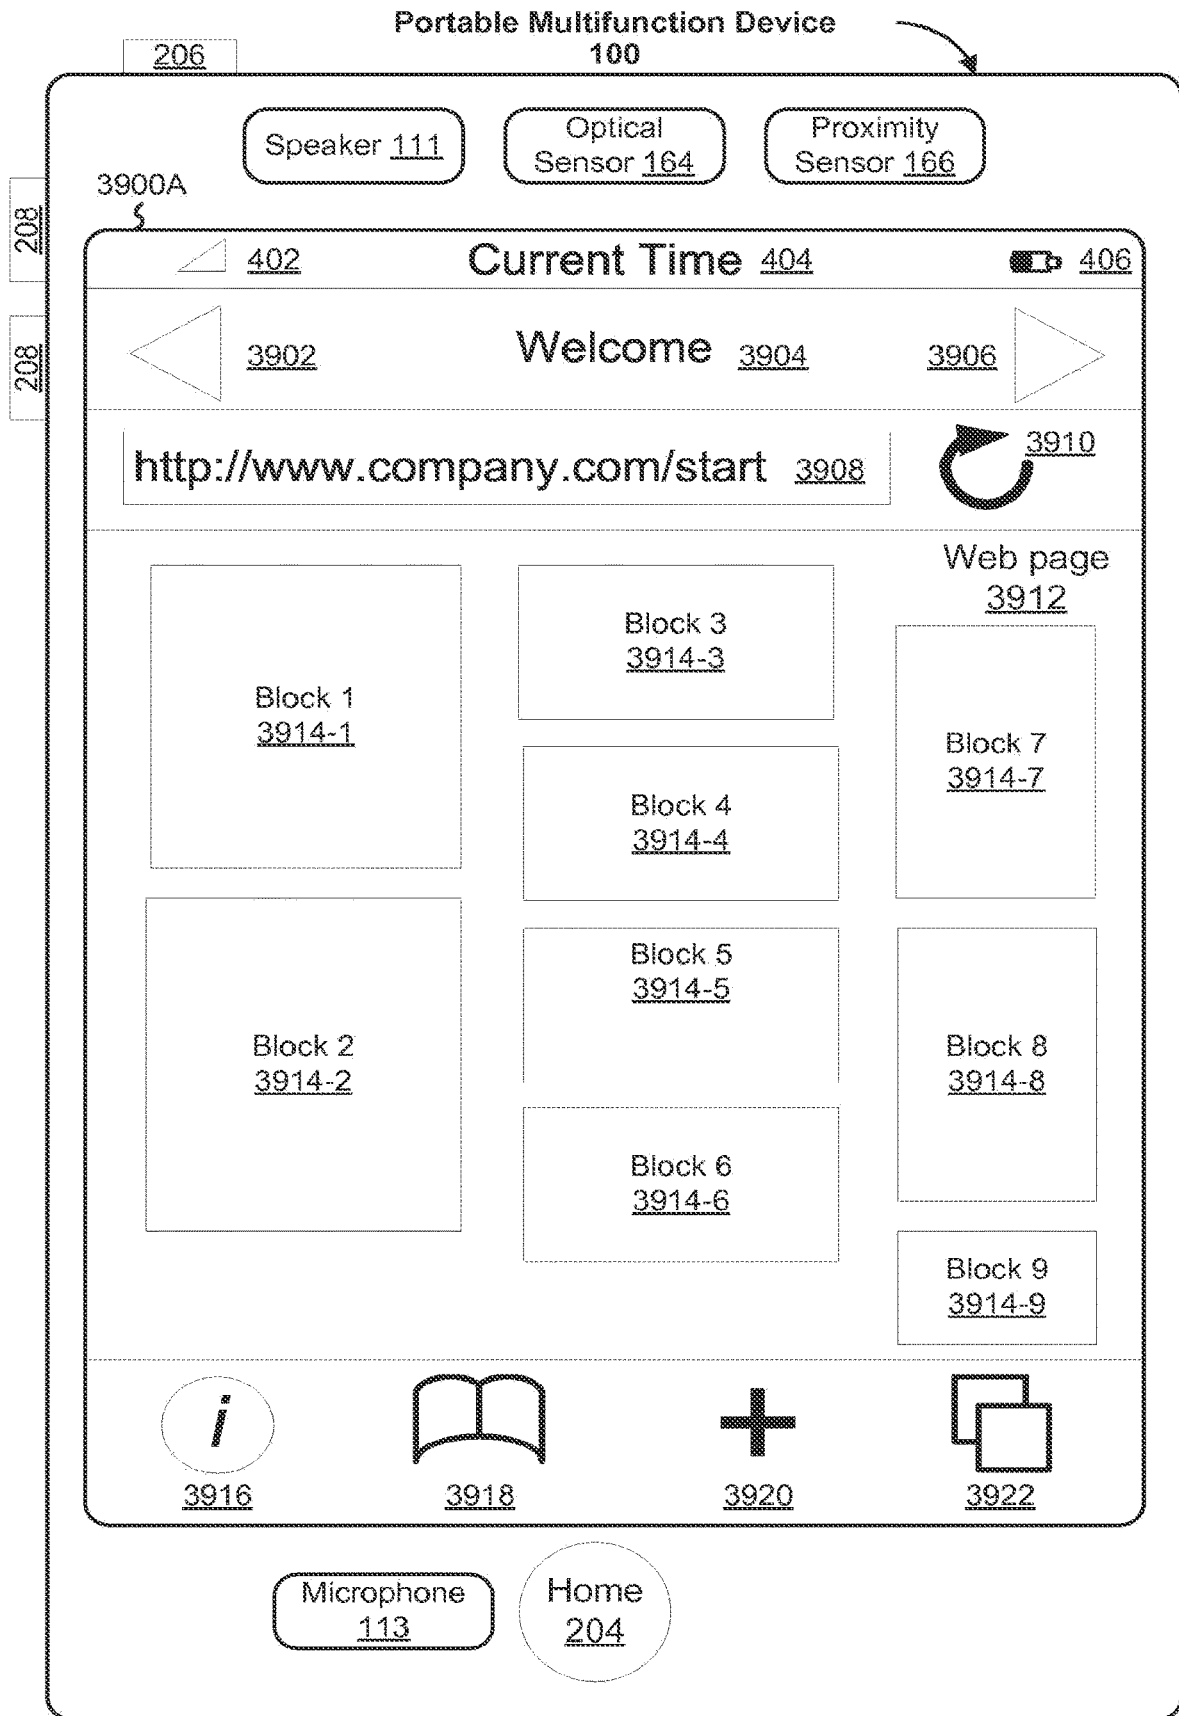 Portable Multifunction Device
100
206
Speaker 111
Optical
Sensor 164
Proximity
Sensor 166
3900A
208
208
402
Current Time 404
406
3902
Welcome 3904
3906
http://www.company.com/start 3908
3910
Web page
3912
Block 1
3914-1
Block 2
3914-2
Block 3
3914-3
Block 4
3914-4
Block 5
3914-5
Block 6
3914-6
Block 7
3914-7
Block 8
3914-8
Block 9
3914-9
i
3916
3918
3920
3922
Microphone
113
Home
204